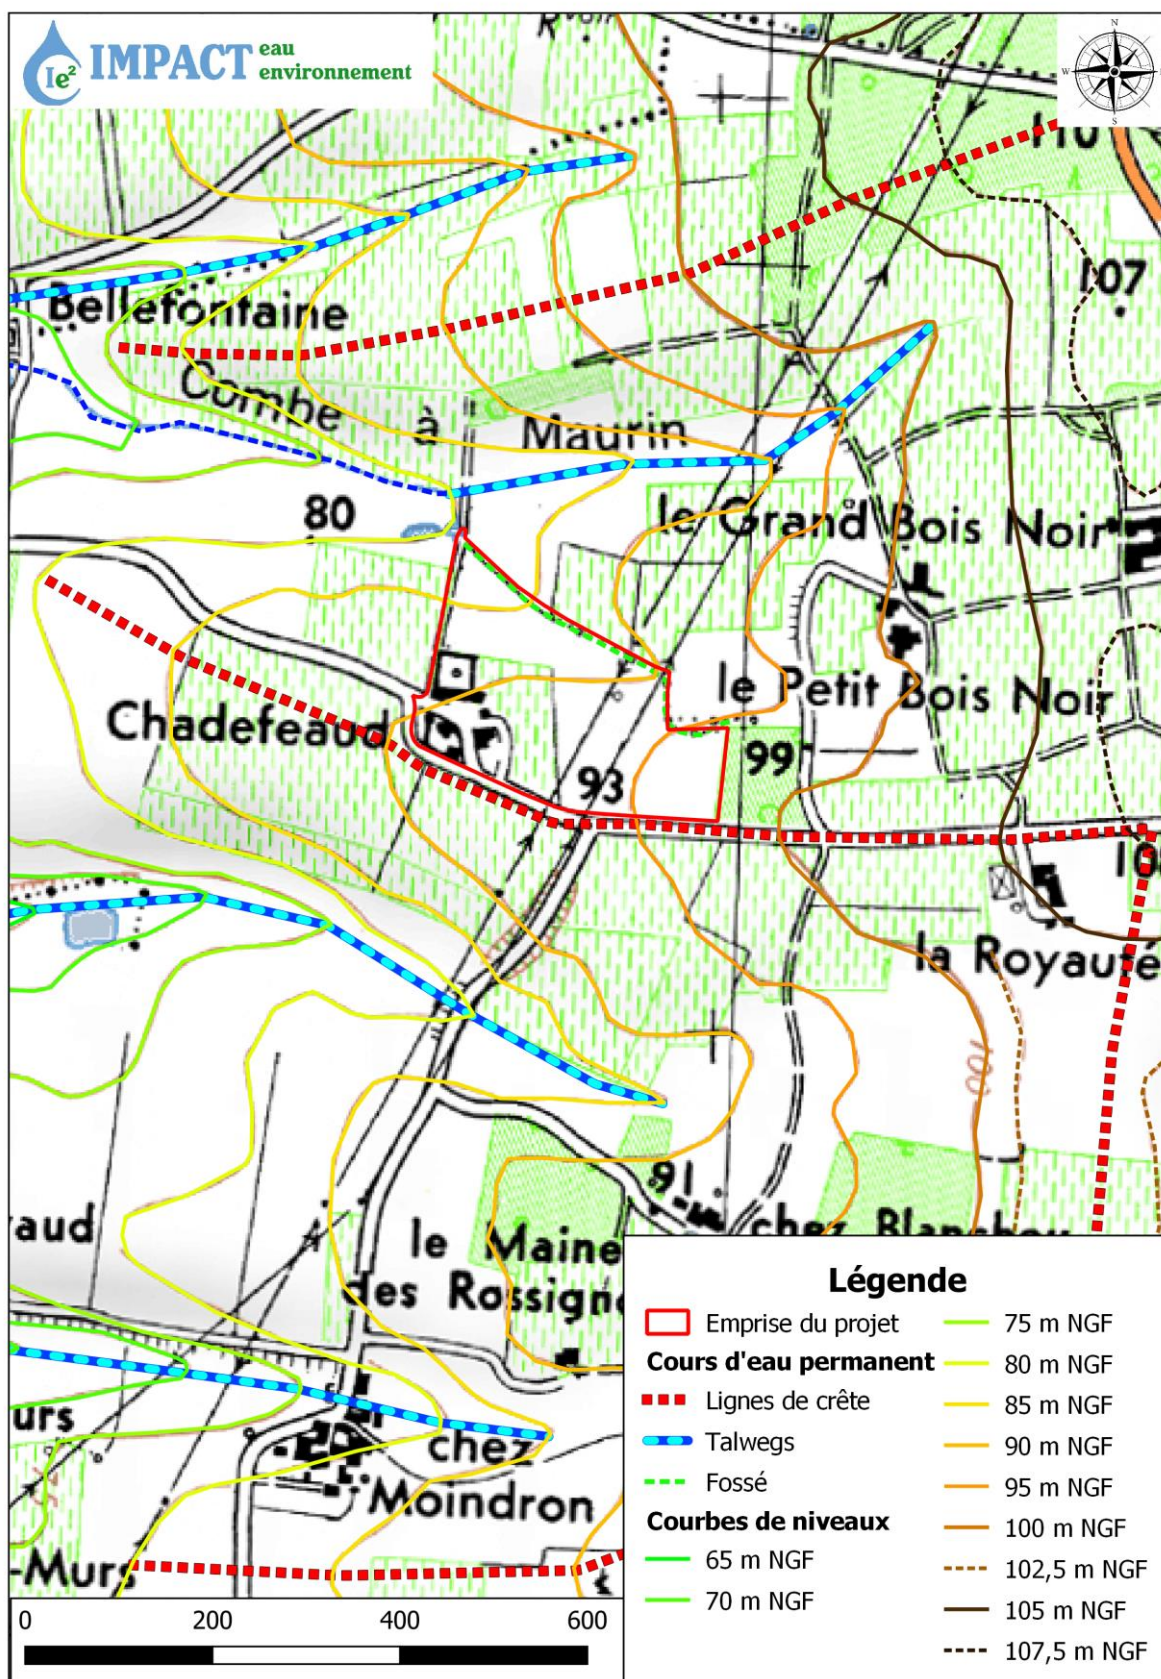 Ie²
IMPACT eau
environnement
N
W
S
110
107
Bellefontaine
Combe à Maurin
80
le Grand Bois Noir
le Petit Bois Noir
Chadefeaud
93
99
la Royauté
100
91
chez
le Maine
des Rossign
aud
urs
chez
Moindron
-Murs
Légende
Emprise du projet
Cours d'eau permanent
Lignes de crête
Talwegs
Fossé
Courbes de niveaux
65 m NGF
70 m NGF
75 m NGF
80 m NGF
85 m NGF
90 m NGF
95 m NGF
100 m NGF
102,5 m NGF
105 m NGF
107,5 m NGF
0 200 400 600